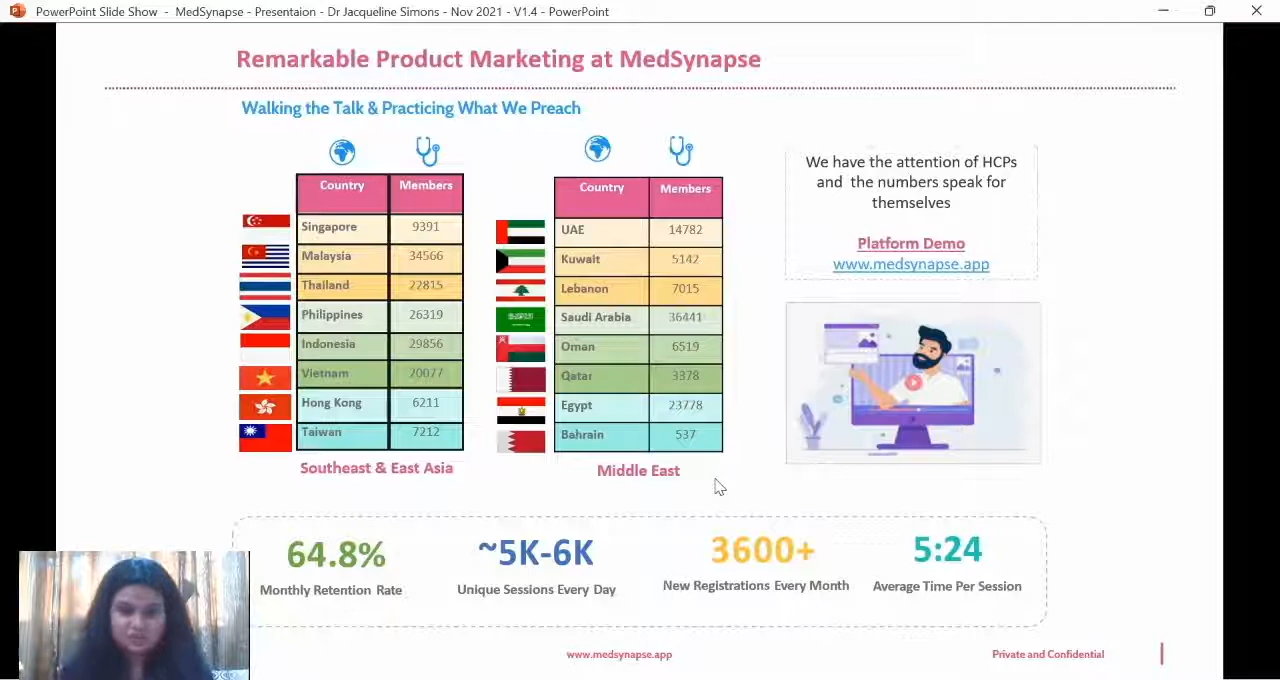 PowerPoint Slide Show - MedSynapse - Presentaion - Dr Jacqueline Simons - Nov 2021 - V1.4 - PowerPoint
Remarkable Product Marketing at MedSynapse
Walking the Talk & Practicing What We Preach
Country Members
Singapore 9391
Malaysia 34566
Thailand 22815
Philippines 26319
Indonesia 29856
Vietnam 20077
Hong Kong 6211
Taiwan 7212
Southeast & East Asia
Country Members
UAE 14782
Kuwait 5142
Lebanon 7015
Saudi Arabia 36441
Oman 6519
Qatar 3378
Egypt 23778
Bahrain 537
Middle East
We have the attention of HCPs
and the numbers speak for
themselves
Platform Demo
www.medsynapse.app
64.8%
Monthly Retention Rate
~5K-6K
Unique Sessions Every Day
3600+
New Registrations Every Month
5:24
Average Time Per Session
www.medsynapse.app
Private and Confidential